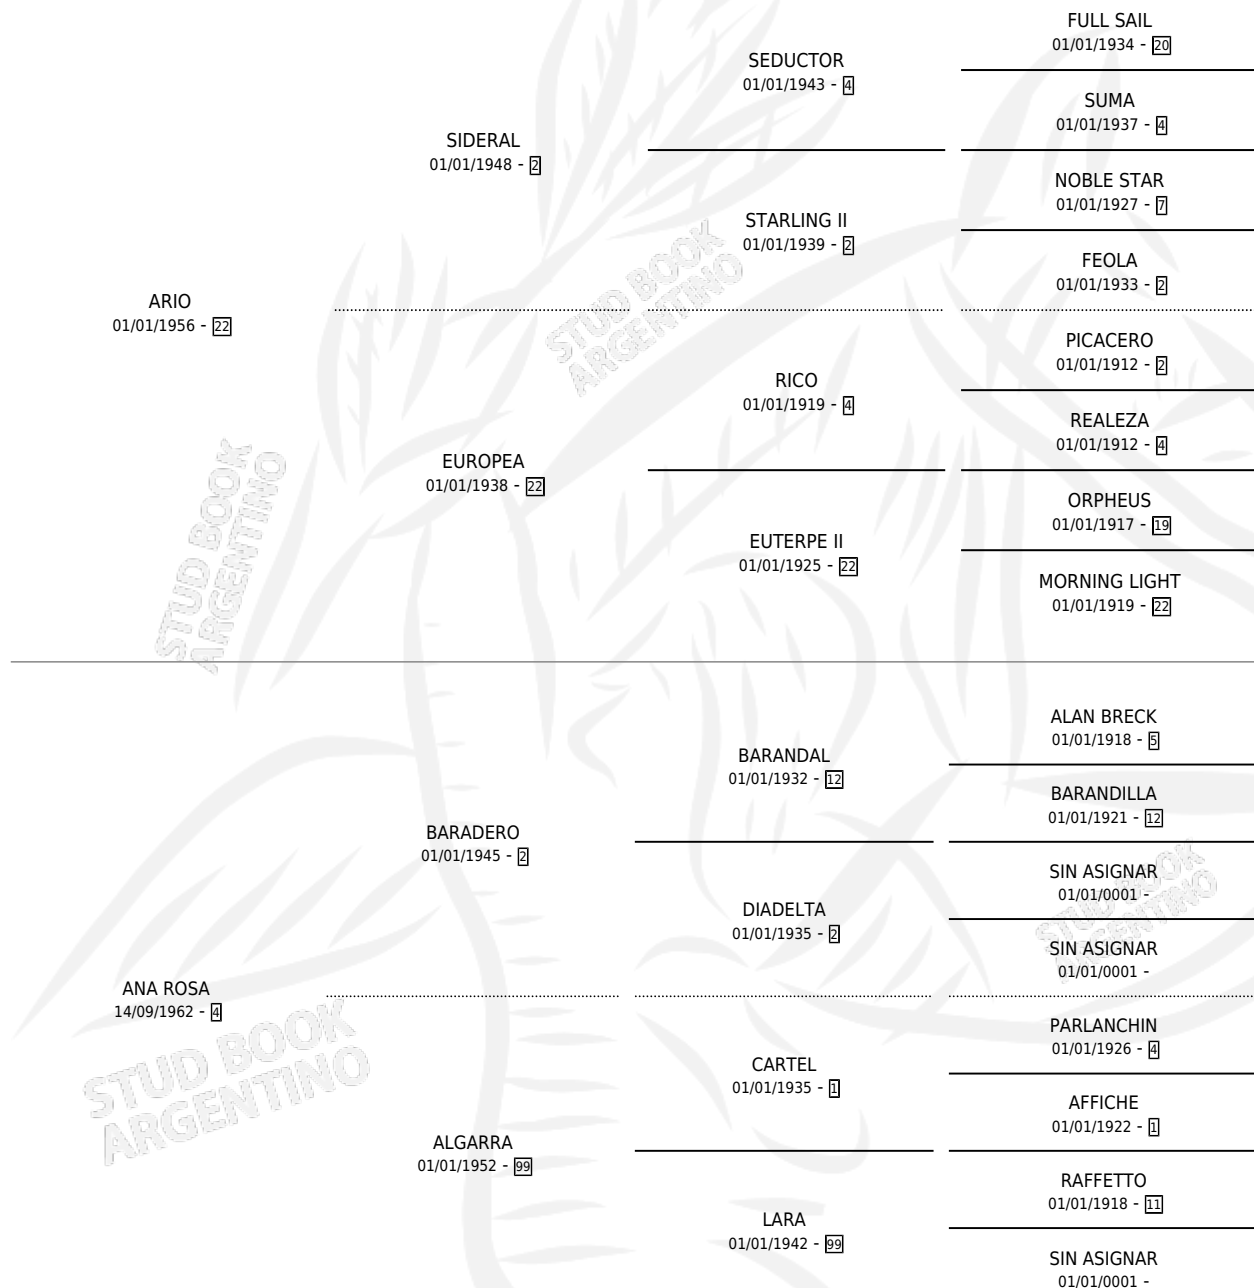 FULL SAIL
01/01/1934 - 20
SEDUCTOR
01/01/1943 - 4
SUMA
01/01/1937 - 4
SIDERAL
01/01/1948 - 2
NOBLE STAR
01/01/1927 - 7
STARLING II
01/01/1939 - 2
FEOLA
01/01/1933 - 2
STUD BOOK
ARGENTINO
ARIO
01/01/1956 - 22
PICACERO
01/01/1912 - 2
RICO
01/01/1919 - 4
REALEZA
01/01/1912 - 4
EUROPEA
01/01/1938 - 22
STUD BOOK
ARGENTINO
ORPHEUS
01/01/1917 - 19
EUTERPE II
01/01/1925 - 22
MORNING LIGHT
01/01/1919 - 22
ALAN BRECK
01/01/1918 - 5
BARANDAL
01/01/1932 - 12
BARANDILLA
01/01/1921 - 12
BARADERO
01/01/1945 - 2
SIN ASIGNAR
01/01/0001 -
STUD BOOK
ARGENTINO
DIADELTA
01/01/1935 - 2
SIN ASIGNAR
01/01/0001 -
ANA ROSA
14/09/1962 - 4
STUD BOOK
ARGENTINO
PARLANCHIN
01/01/1926 - 4
CARTEL
01/01/1935 - 1
AFFICHE
01/01/1922 - 1
ALGARRA
01/01/1952 - 99
RAFFETTO
01/01/1918 - 11
LARA
01/01/1942 - 99
SIN ASIGNAR
01/01/0001 -